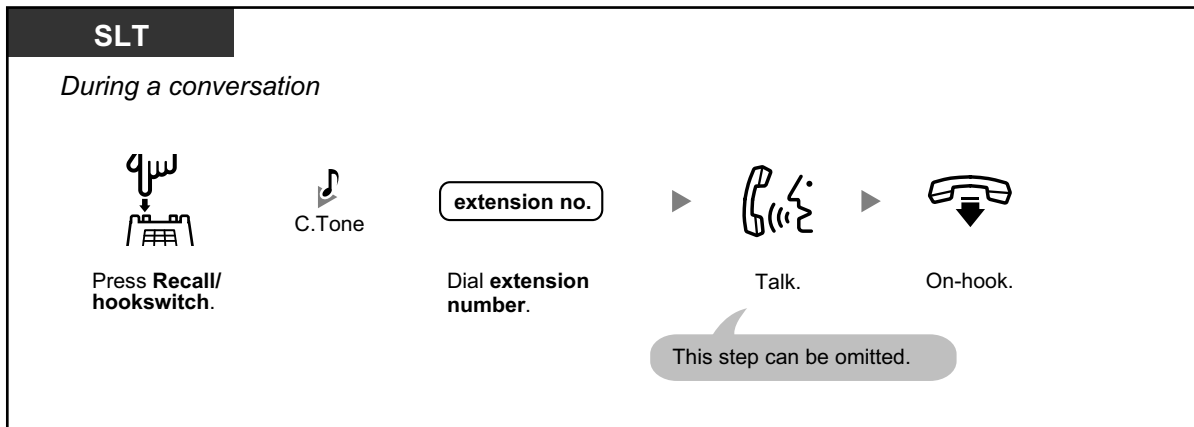 SLT
During a conversation
C.Tone
extension no.
Press Recall/
hookswitch.
Dial extension
number.
Talk.
On-hook.
This step can be omitted.